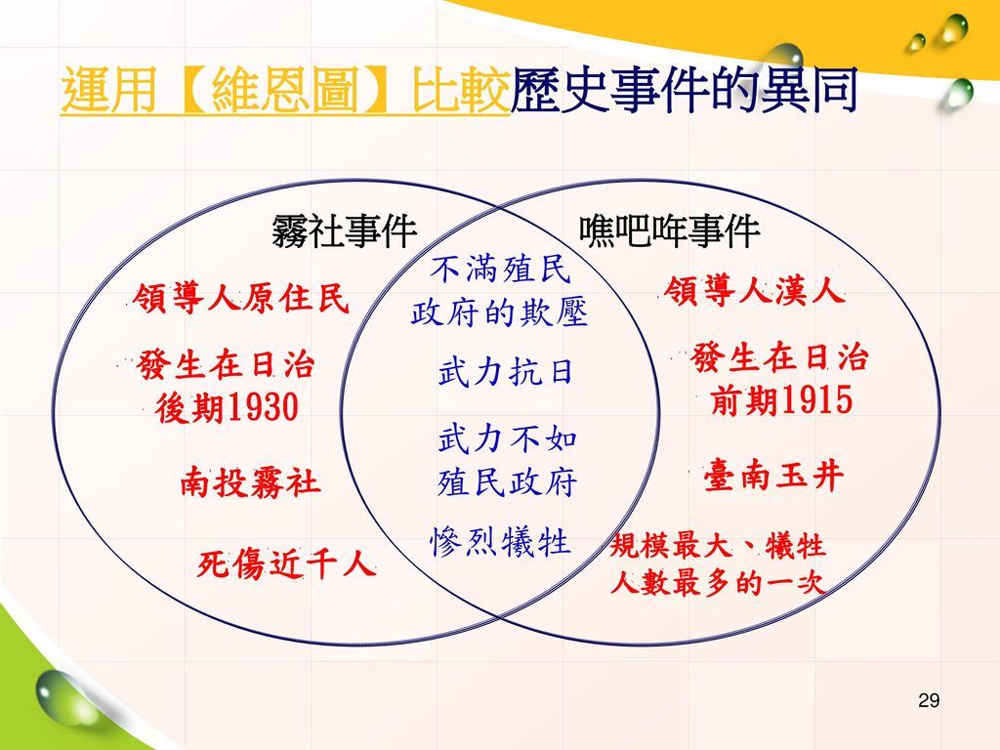 運用【維恩圖】比較歷史事件的異同
霧社事件
噍吧哖事件
領導人原住民
發生在日治
後期1930
南投霧社
死傷近千人
不滿殖民
政府的欺壓
武力抗日
武力不如
殖民政府
慘烈犧牲
領導人漢人
發生在日治
前期1915
臺南玉井
規模最大、犧牲
人數最多的一次
29